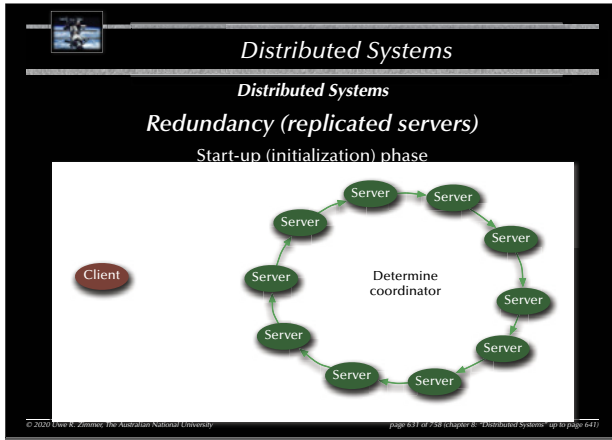 Distributed Systems
Distributed Systems
Redundancy (replicated servers)
Start-up (initialization) phase
Server
Server
Server
Server
Client
Server
Determine
coordinator
Server
Server
Server
Server
Server
© 2020 Uwe R. Zimmer, The Australian National University
page 631 of 758 (chapter 8: "Distributed Systems" up to page 641)